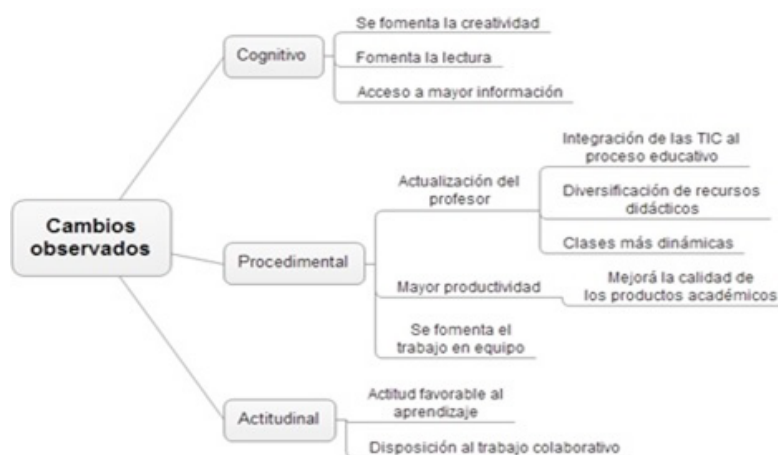 Cambios
observados
Cognitivo
Se fomenta la creatividad
Fomenta la lectura
Acceso a mayor información
Procedimental
Actualización del
profesor
Integración de las TIC al
proceso educativo
Diversificación de recursos
didácticos
Clases más dinámicas
Mayor productividad
Mejorá la calidad de
los productos académicos
Se fomenta el
trabajo en equipo
Actitudinal
Actitud favorable al
aprendizaje
Disposición al trabajo colaborativo